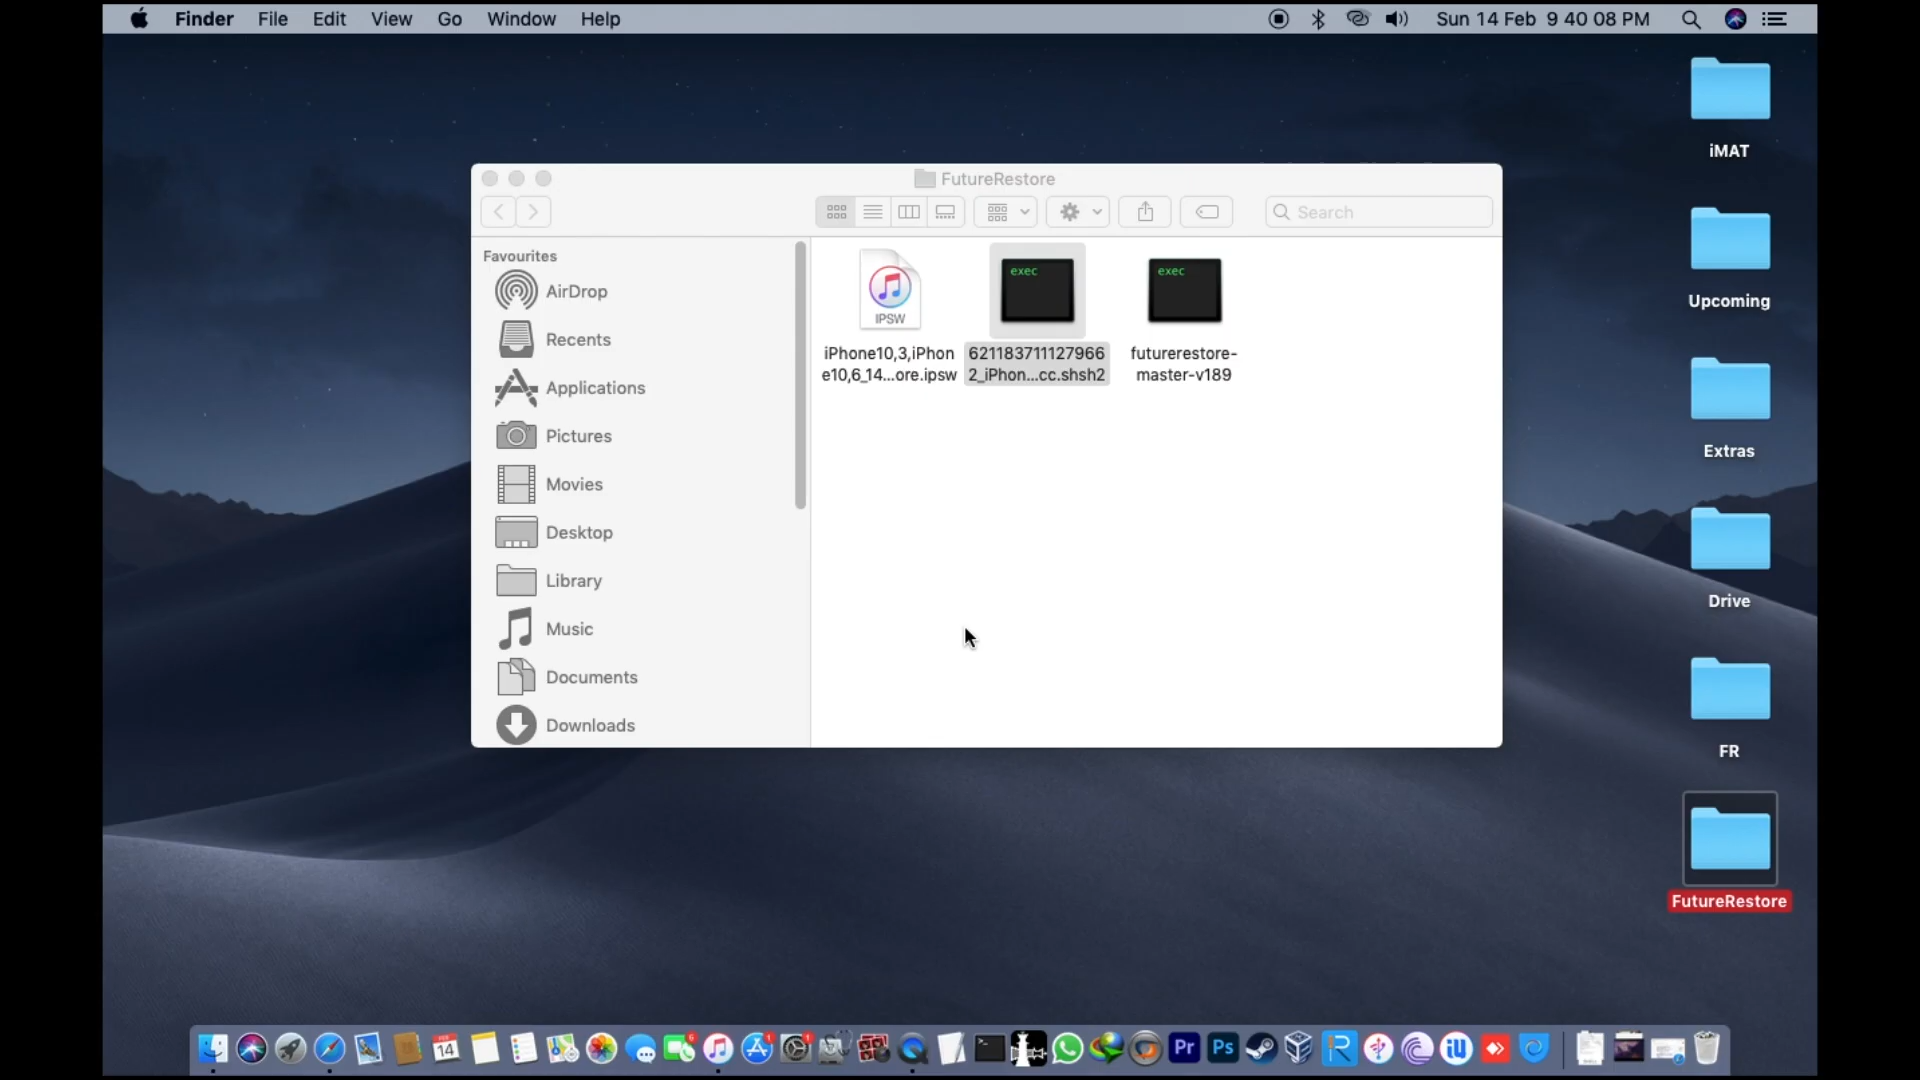 Finder File Edit View Go Window Help Sun 14 Feb 9 40 08 PM
iMAT
Upcoming
Extras
Drive
FR
FutureRestore
FutureRestore
Search
Favourites
AirDrop
Recents
Applications
Pictures
Movies
Desktop
Library
Music
Documents
Downloads
IPSW
iPhone10,3,iPhon
e10,6_14...ore.ipsw
exec
621183711127966
2_iPhon...cc.shsh2
exec
futurerestore-
master-v189
14
Pr
Ps